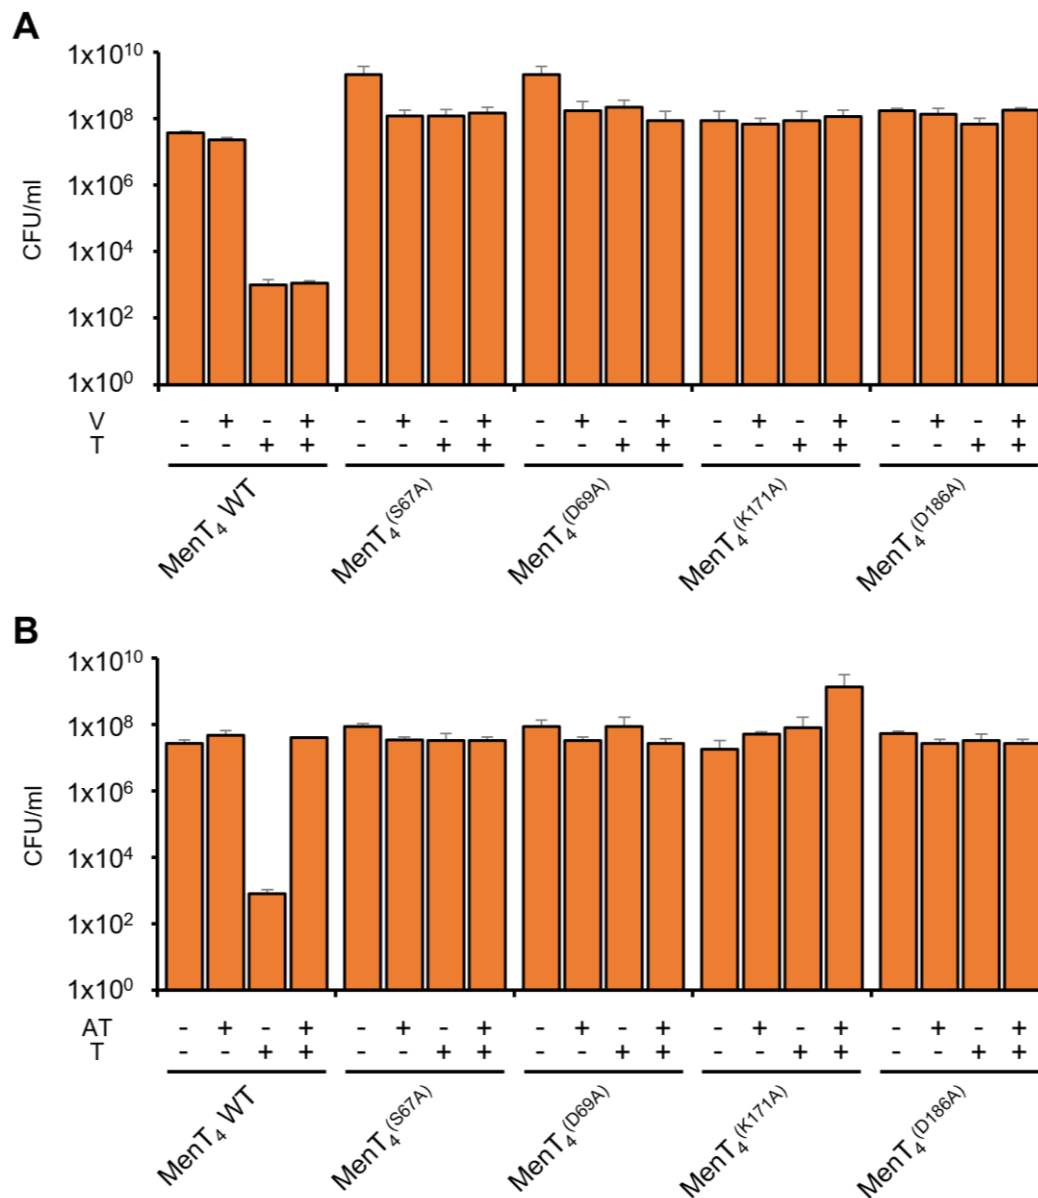 A
1x10¹⁰
1x10⁸
1x10⁶
1x10⁴
1x10²
1x10⁰
CFU/ml
V - + - + - + - + - + - + - + - + - + - +
T - - + + - - + + - - + + - - + + - - + +
MenT₄ WT
MenT₄(S67A)
MenT₄(D69A)
MenT₄(K171A)
MenT₄(D186A)
B
1x10¹⁰
1x10⁸
1x10⁶
1x10⁴
1x10²
1x10⁰
CFU/ml
AT - + - + - + - + - + - + - + - + - + - +
T - - + + - - + + - - + + - - + + - - + +
MenT₄ WT
MenT₄(S67A)
MenT₄(D69A)
MenT₄(K171A)
MenT₄(D186A)